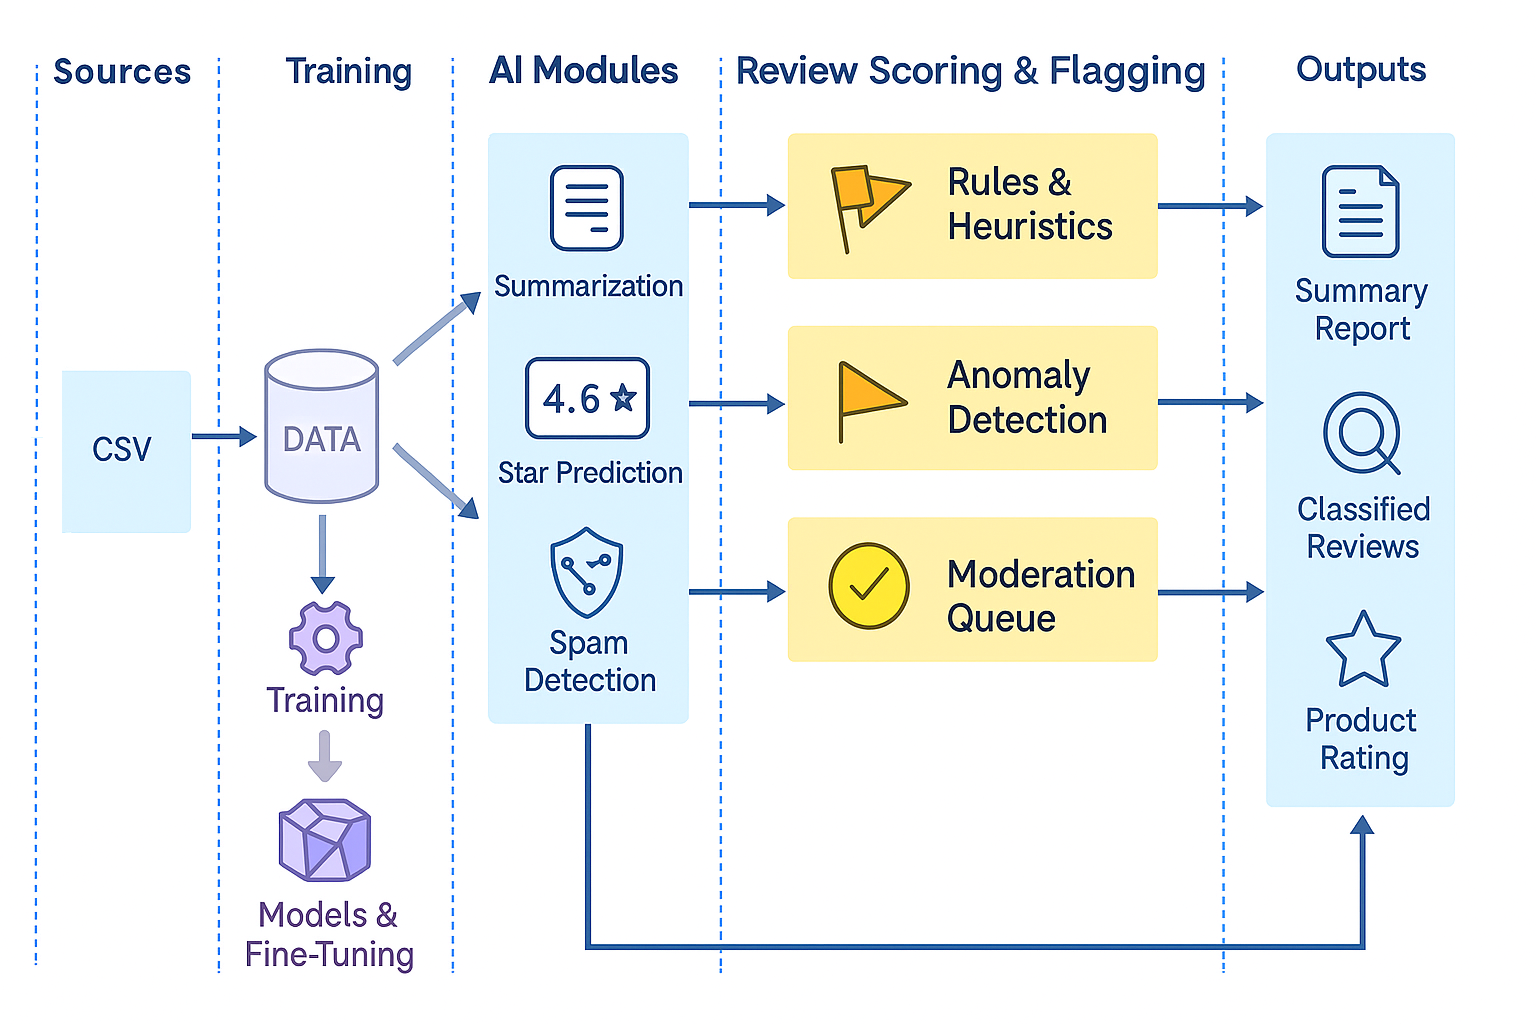 Sources
Training
AI Modules
Review Scoring & Flagging
Outputs
CSV
DATA
Training
Models &
Fine-Tuning
Summarization
4.6
Star Prediction
Spam
Detection
Rules &
Heuristics
Anomaly
Detection
Moderation
Queue
Summary
Report
Classified
Reviews
Product
Rating